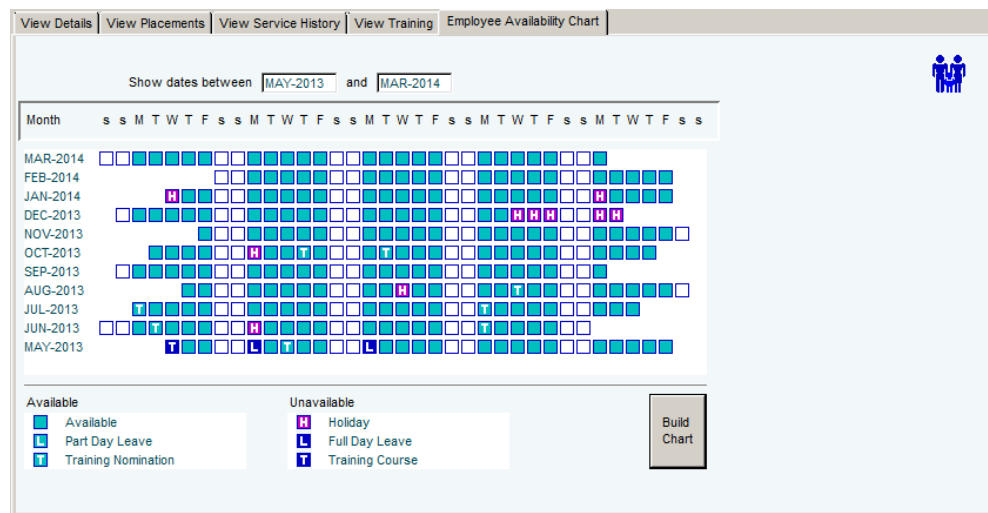 View Details View Placements View Service History View Training Employee Availability Chart
Show dates between MAY-2013 and MAR-2014
Month s s M T W T F s s M T W T F s s M T W T F s s M T W T F s s M T W T F s s
MAR-2014
FEB-2014
JAN-2014 H H
DEC-2013 H H H H H
NOV-2013
OCT-2013 H T T
SEP-2013
AUG-2013 H T
JUL-2013 T T
JUN-2013 T H T
MAY-2013 T L T L
Available Unavailable
Available H Holiday
L Part Day Leave L Full Day Leave
T Training Nomination T Training Course
Build
Chart